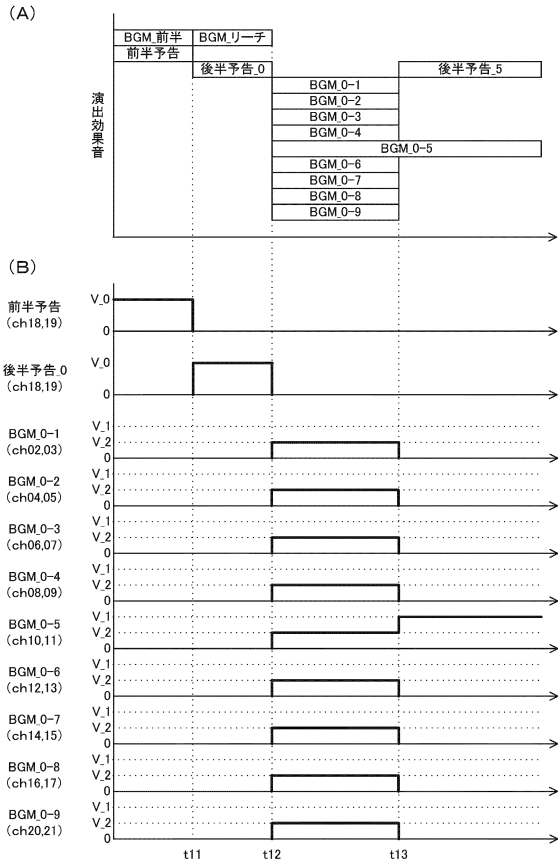 (A)
BGM_前半 BGM_リーチ
前半予告
後半予告_0 後半予告_5
BGM_0-1
BGM_0-2
BGM_0-3
BGM_0-4
BGM_0-5
BGM_0-6
BGM_0-7
BGM_0-8
BGM_0-9
演出効果音
(B)
前半予告
(ch18,19)
V_0
0
後半予告_0
(ch18,19)
V_0
0
BGM_0-1
(ch02,03)
V_1
V_2
0
BGM_0-2
(ch04,05)
V_1
V_2
0
BGM_0-3
(ch06,07)
V_1
V_2
0
BGM_0-4
(ch08,09)
V_1
V_2
0
BGM_0-5
(ch10,11)
V_1
V_2
0
BGM_0-6
(ch12,13)
V_1
V_2
0
BGM_0-7
(ch14,15)
V_1
V_2
0
BGM_0-8
(ch16,17)
V_1
V_2
0
BGM_0-9
(ch20,21)
V_1
V_2
0
t11 t12 t13